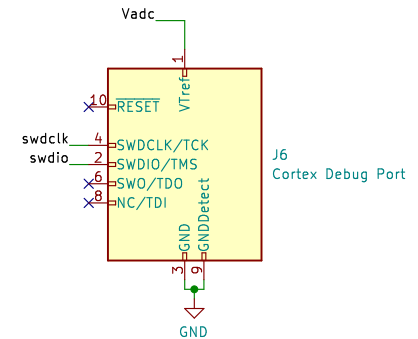 Vadc
1
VTref
10
RESET
swdclk
4
SWDCLK/TCK
swdio
2
SWDIO/TMS
6
SWO/TDO
8
NC/TDI
J6
Cortex Debug Port
GND
GNDDetect
3
9
GND